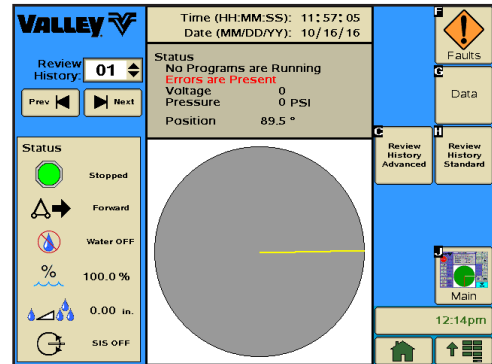 VALLEY
Time (HH:MM:SS): 11:57:05
Date (MM/DD/YY): 10/16/16
Review
History:
01
Prev
Next
Status
No Programs are Running
Errors are Present
Voltage 0
Pressure 0 PSI
Position 89.5 °
F
Faults
G
Data
C
Review
History
Advanced
H
Review
History
Standard
Status
Stopped
Forward
Water OFF
% 100.0 %
0.00 in.
SIS OFF
J
Main
12:14pm